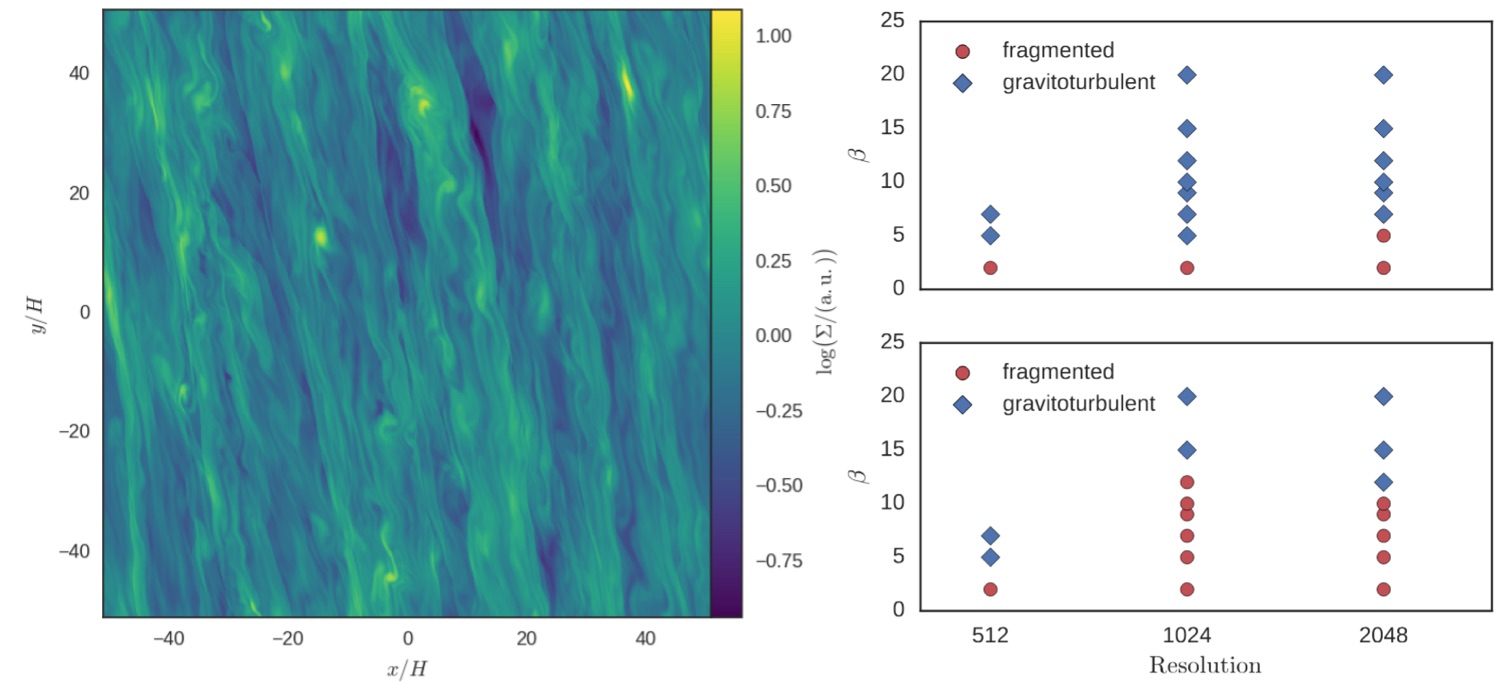 40
20
0
−20
−40
y/H
−40 −20 0 20 40
x/H
1.00
0.75
0.50
0.25
0.00
−0.25
−0.50
−0.75
log(Σ/(a.u.))
25
20
15
10
5
0
β
fragmented
gravitoturbulent
25
20
15
10
5
0
β
fragmented
gravitoturbulent
512 1024 2048
Resolution